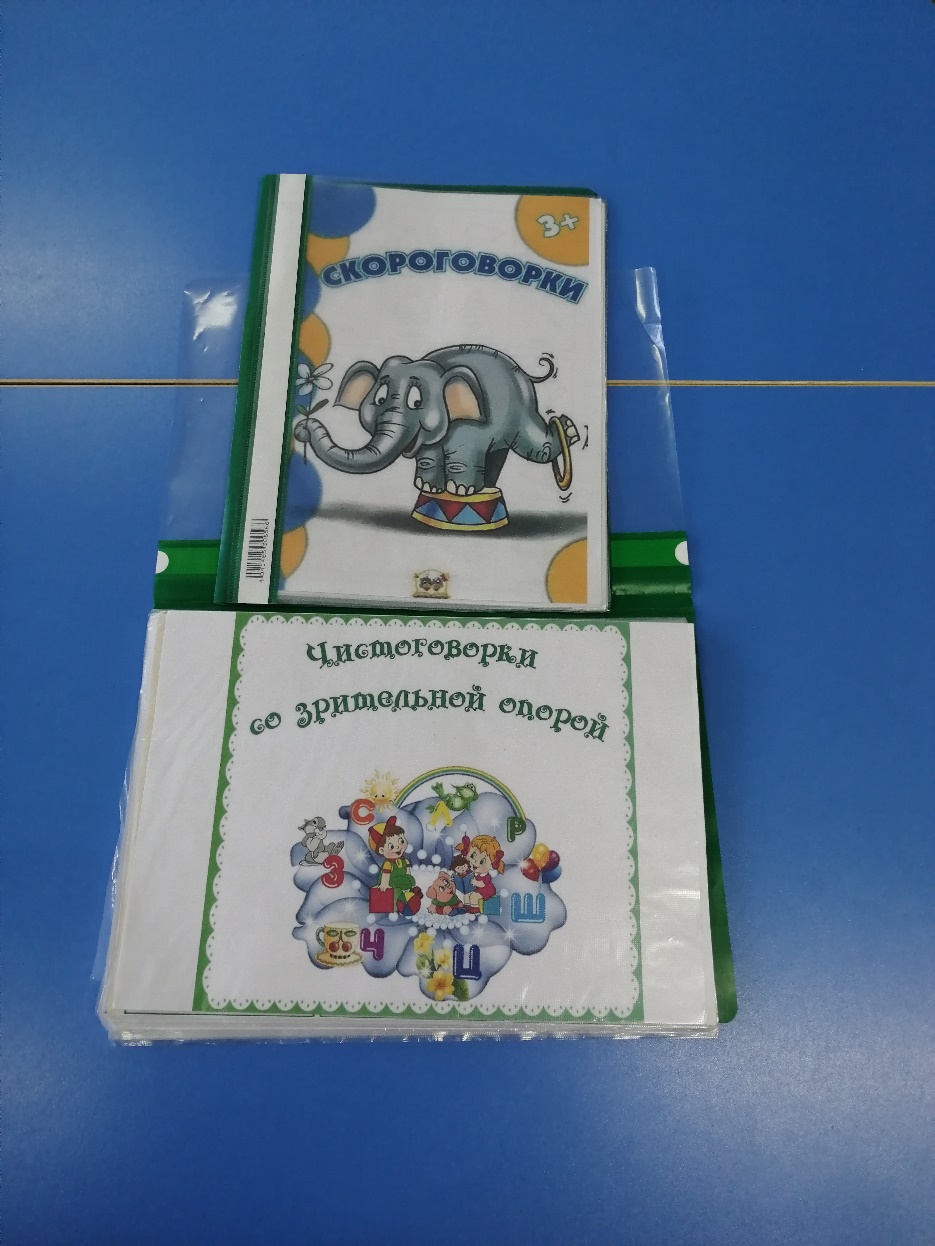 3+
СКОРОГОВОРКИ
Чистоговорки
со зрительной опорой
С
Л
Р
З
Ш
Ч
Ц